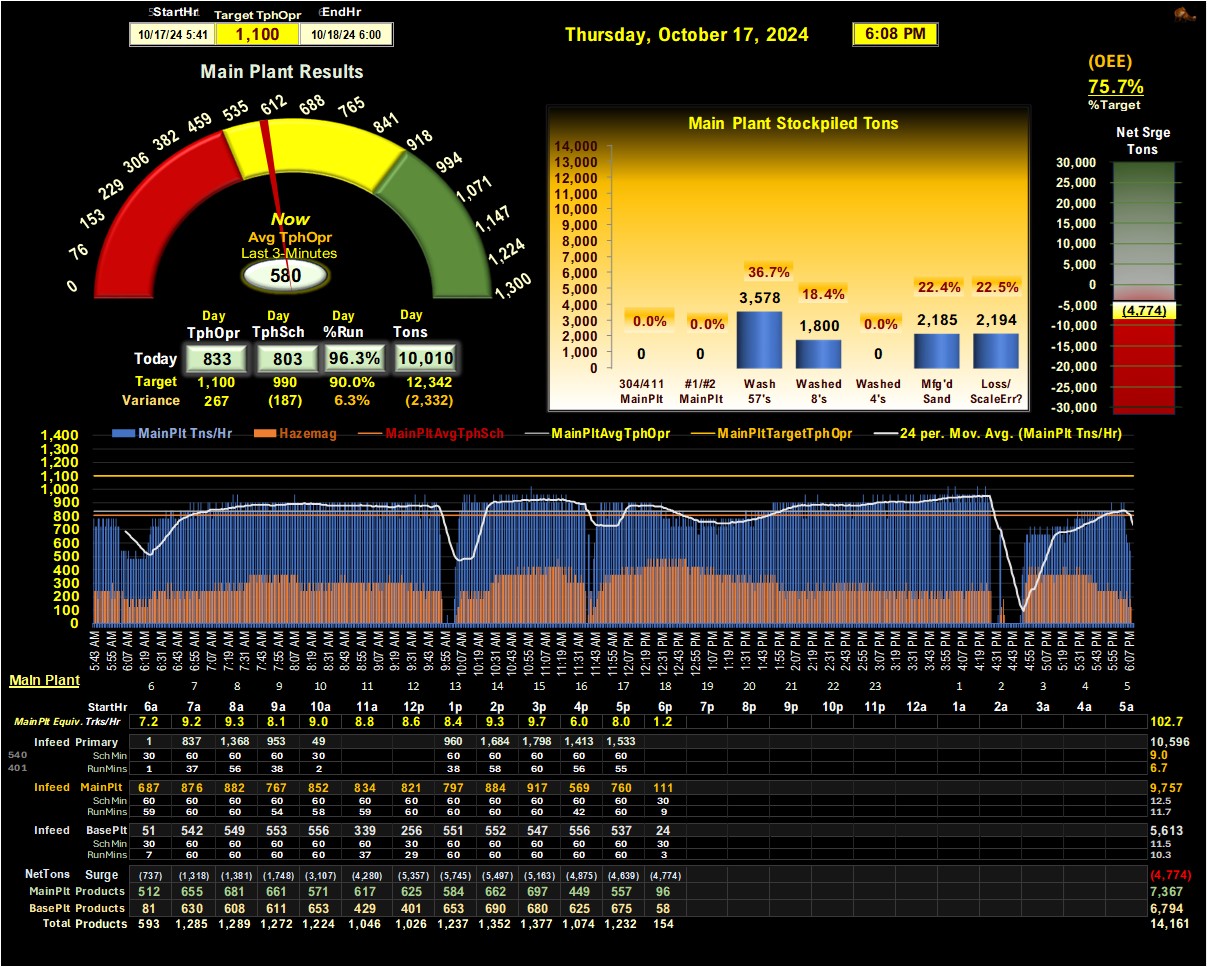 StartHr Target TphOpr EndHr
10/17/24 5:41 1,100 10/18/24 6:00
Thursday, October 17, 2024 6:08 PM
(OEE)
75.7%
%Target
Main Plant Results
0 76 153 229 306 382 459 535 612 688 765 841 918 994 1,071 1,147 1,224 1,300
Now
Avg TphOpr
Last 3-Minutes
580
Day Day Day Day
TphOpr TphSch %Run Tons
Today 833 803 96.3% 10,010
Target 1,100 990 90.0% 12,342
Variance 267 (187) 6.3% (2,332)
Main Plant Stockpiled Tons
14,000
13,000
12,000
11,000
10,000
9,000
8,000
7,000
6,000
5,000
4,000
3,000
2,000
1,000
0
0.0% 0.0% 36.7% 18.4% 0.0% 22.4% 22.5%
0 0 3,578 1,800 0 2,185 2,194
304/411 #1/#2 Wash Washed Washed Mfg'd Loss/
MainPlt MainPlt 57's 8's 4's Sand ScaleErr?
Net Srge
Tons
30,000
25,000
20,000
15,000
10,000
5,000
0
-5,000
-10,000
-15,000
-20,000
-25,000
-30,000
(4,774)
MainPlt Tns/Hr Hazemag MainPltAvgTphSch MainPltAvgTphOpr MainPltTargetTphOpr 24 per. Mov. Avg. (MainPlt Tns/Hr)
1,400
1,300
1,200
1,100
1,000
900
800
700
600
500
400
300
200
100
0
5:43 AM 5:55 AM 6:07 AM 6:19 AM 6:31 AM 6:43 AM 6:55 AM 7:07 AM 7:19 AM 7:31 AM 7:43 AM 7:55 AM 8:07 AM 8:19 AM 8:31 AM 8:43 AM 8:55 AM 9:07 AM 9:19 AM 9:31 AM 9:43 AM 9:55 AM 10:07 AM 10:19 AM 10:31 AM 10:43 AM 10:55 AM 11:07 AM 11:19 AM 11:31 AM 11:43 AM 11:55 AM 12:07 PM 12:19 PM 12:31 PM 12:43 PM 12:55 PM 1:07 PM 1:19 PM 1:31 PM 1:43 PM 1:55 PM 2:07 PM 2:19 PM 2:31 PM 2:43 PM 2:55 PM 3:07 PM 3:19 PM 3:31 PM 3:43 PM 3:55 PM 4:07 PM 4:19 PM 4:31 PM 4:43 PM 4:55 PM 5:07 PM 5:19 PM 5:31 PM 5:43 PM 5:55 PM 6:07 PM
Main Plant 6 7 8 9 10 11 12 13 14 15 16 17 18 19 20 21 22 23 1 2 3 4 5
StartHr 6a 7a 8a 9a 10a 11a 12p 1p 2p 3p 4p 5p 6p 7p 8p 9p 10p 11p 12a 1a 2a 3a 4a 5a
MainPlt Equiv. Trks/Hr 7.2 9.2 9.3 8.1 9.0 8.8 8.6 8.4 9.3 9.7 6.0 8.0 1.2 102.7
Infeed Primary 1 837 1,368 953 49 960 1,684 1,798 1,413 1,533 10,596
540 Sch Min 30 60 60 60 30 60 60 60 60 60 9.0
401 RunMins 1 37 56 38 2 38 58 60 56 55 6.7
Infeed MainPlt 687 876 882 767 852 834 821 797 884 917 569 760 111 9,757
Sch Min 60 60 60 60 60 60 60 60 60 60 60 60 30 12.5
RunMins 59 60 60 54 58 59 60 60 60 60 42 60 9 11.7
Infeed BasePlt 51 542 549 553 556 339 256 551 552 547 556 537 24 5,613
Sch Min 30 60 60 60 60 60 30 60 60 60 60 60 30 11.5
RunMins 7 60 60 60 60 37 29 60 60 60 60 60 3 10.3
NetTons Surge (737) (1,318) (1,381) (1,748) (3,107) (4,280) (5,357) (5,745) (5,497) (5,163) (4,875) (4,639) (4,774) (4,774)
MainPlt Products 512 655 681 661 571 617 625 584 662 697 449 557 96 7,367
BasePlt Products 81 630 608 611 653 429 401 653 690 680 625 675 58 6,794
Total Products 593 1,285 1,289 1,272 1,224 1,046 1,026 1,237 1,352 1,377 1,074 1,232 154 14,161